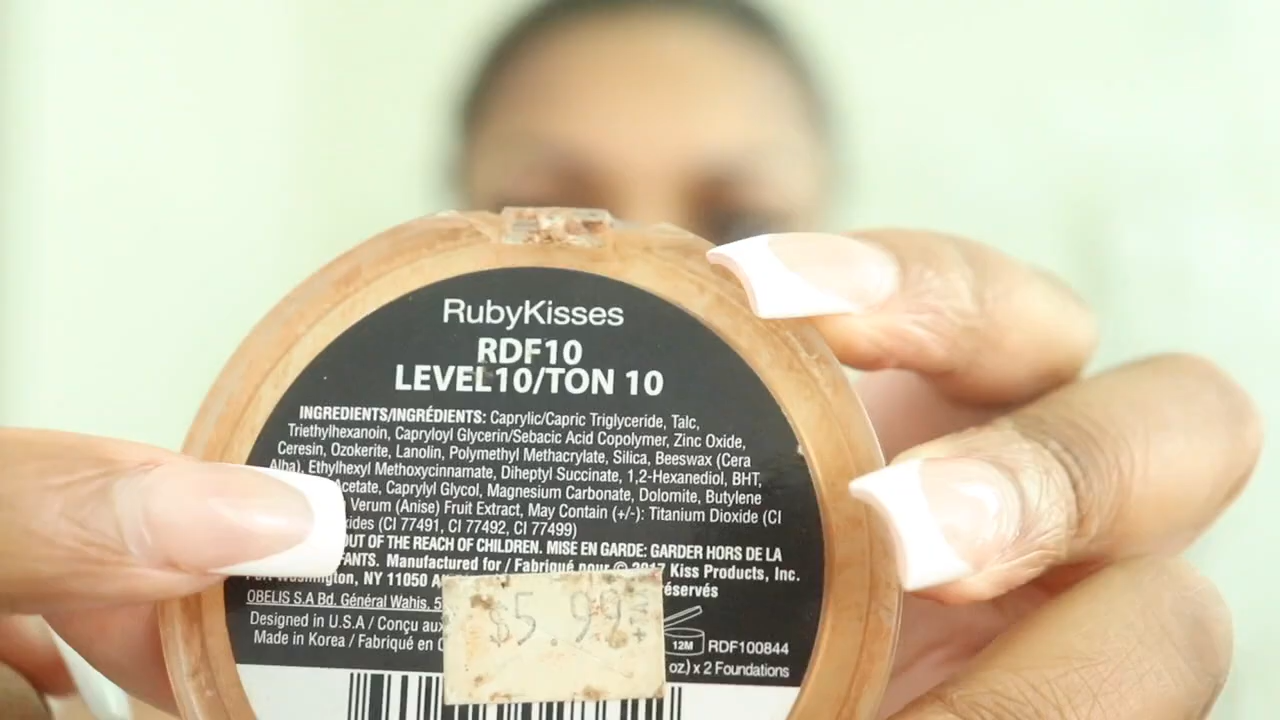 RubyKisses
RDF10
LEVEL10/TON 10
INGREDIENTS/INGRÉDIENTS: Caprylic/Capric Triglyceride, Talc,
Triethylhexanoin, Capryloyl Glycerin/Sebacic Acid Copolymer, Zinc Oxide,
Ceresin, Ozokerite, Lanolin, Polymethyl Methacrylate, Silica, Beeswax (Cera
Alba), Ethylhexyl Methoxycinnamate, Diheptyl Succinate, 1,2-Hexanediol, BHT,
Acetate, Caprylyl Glycol, Magnesium Carbonate, Dolomite, Butylene
Verum (Anise) Fruit Extract, May Contain (+/-): Titanium Dioxide (CI
(CI 77491, CI 77492, CI 77499)
OUT OF THE REACH OF CHILDREN. MISE EN GARDE: GARDER HORS DE LA
Manufactured for / Fabriqué pour © 2017 Kiss Products, Inc.
Port Washington, NY 11050
réservés
OBELIS S.A Bd. Général Wahis,
Designed in U.S.A / Conçu aux
Made in Korea / Fabriqué en
$5.99
12M
RDF100844
oz.) x 2 Foundations